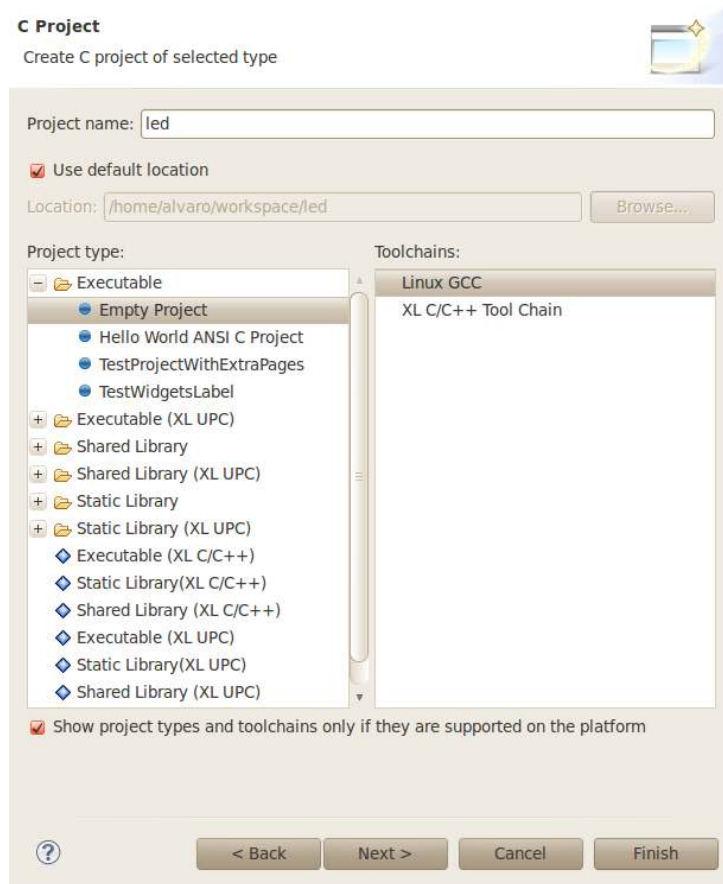 C Project
Create C project of selected type
Project name: led
Use default location
Location: /home/alvaro/workspace/led Browse...
Project type: Toolchains:
Executable Linux GCC
Empty Project XL C/C++ Tool Chain
Hello World ANSI C Project
TestProjectWithExtraPages
TestWidgetsLabel
Executable (XL UPC)
Shared Library
Shared Library (XL UPC)
Static Library
Static Library (XL UPC)
Executable (XL C/C++)
Static Library(XL C/C++)
Shared Library (XL C/C++)
Executable (XL UPC)
Static Library(XL UPC)
Shared Library (XL UPC)
Show project types and toolchains only if they are supported on the platform
? < Back Next > Cancel Finish